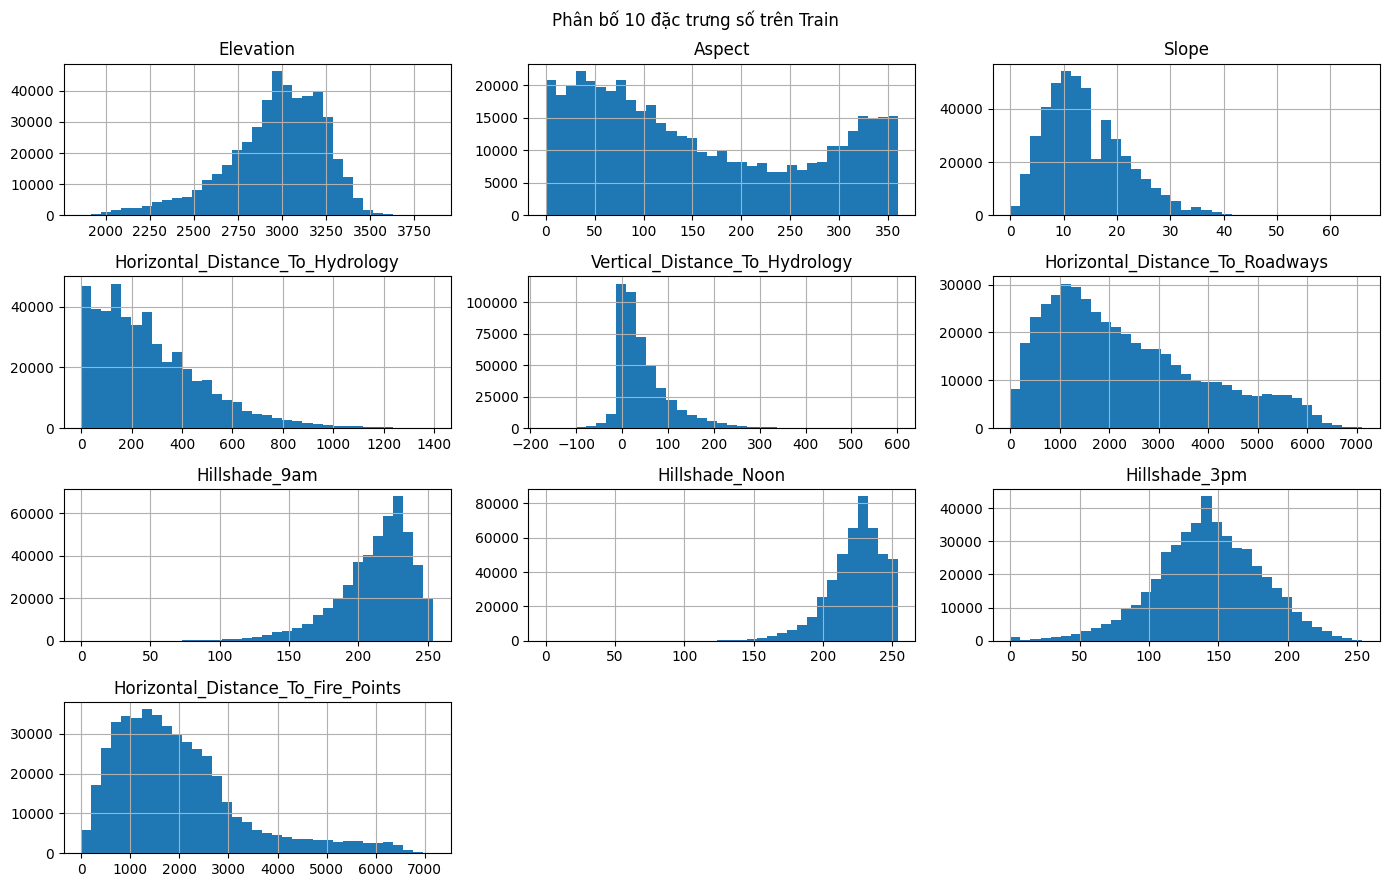 Phân bố 10 đặc trưng số trên Train
Elevation
Aspect
Slope
40000
30000
20000
10000
0
2000 2250 2500 2750 3000 3250 3500 3750
20000
15000
10000
5000
0
0 50 100 150 200 250 300 350
40000
20000
0
0 10 20 30 40 50 60
Horizontal_Distance_To_Hydrology
Vertical_Distance_To_Hydrology
Horizontal_Distance_To_Roadways
40000
20000
0
0 200 400 600 800 1000 1200 1400
100000
75000
50000
25000
0
−200 −100 0 100 200 300 400 500 600
30000
20000
10000
0
0 1000 2000 3000 4000 5000 6000 7000
Hillshade_9am
Hillshade_Noon
Hillshade_3pm
60000
40000
20000
0
0 50 100 150 200 250
80000
60000
40000
20000
0
0 50 100 150 200 250
40000
30000
20000
10000
0
0 50 100 150 200 250
Horizontal_Distance_To_Fire_Points
30000
20000
10000
0
0 1000 2000 3000 4000 5000 6000 7000